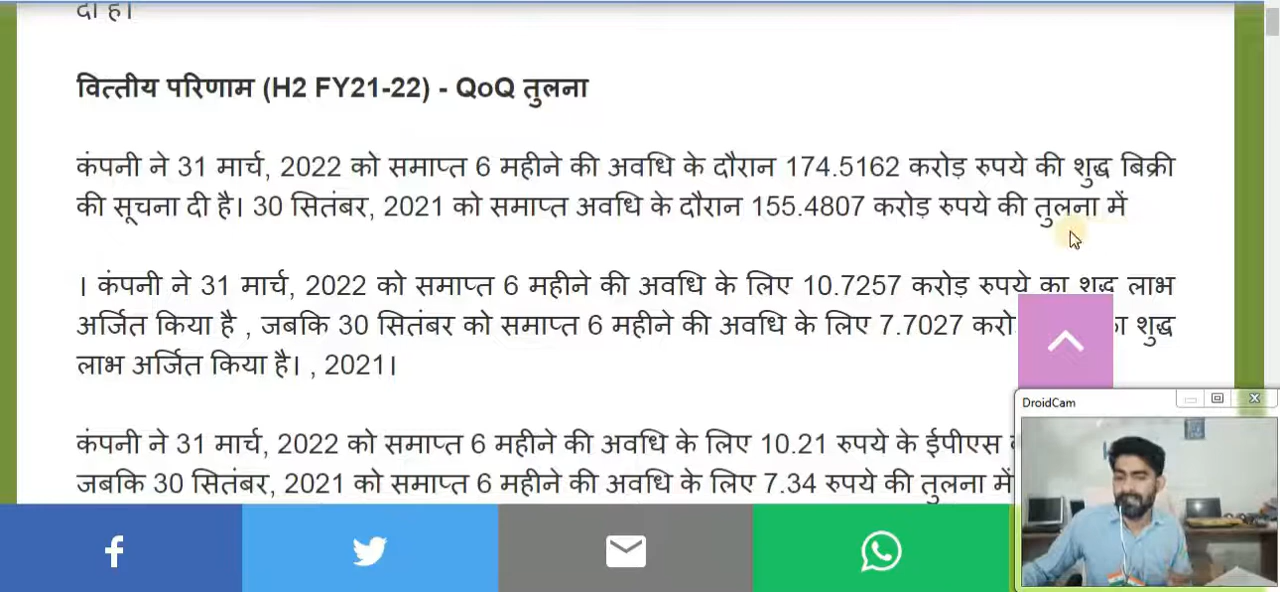 दी है।
वित्तीय परिणाम (H2 FY21-22) - QoQ तुलना
कंपनी ने 31 मार्च, 2022 को समाप्त 6 महीने की अवधि के दौरान 174.5162 करोड़ रुपये की शुद्ध बिक्री
की सूचना दी है। 30 सितंबर, 2021 को समाप्त अवधि के दौरान 155.4807 करोड़ रुपये की तुलना में
। कंपनी ने 31 मार्च, 2022 को समाप्त 6 महीने की अवधि के लिए 10.7257 करोड़ रुपये का शुद्ध लाभ
अर्जित किया है , जबकि 30 सितंबर को समाप्त 6 महीने की अवधि के लिए 7.7027 शुद्ध
लाभ अर्जित किया है। , 2021।
DroidCam
कंपनी ने 31 मार्च, 2022 को समाप्त 6 महीने की अवधि के लिए 10.21 रुपये के ईपीएस
जबकि 30 सितंबर, 2021 को समाप्त 6 महीने की अवधि के लिए 7.34 रुपये की तुलना में